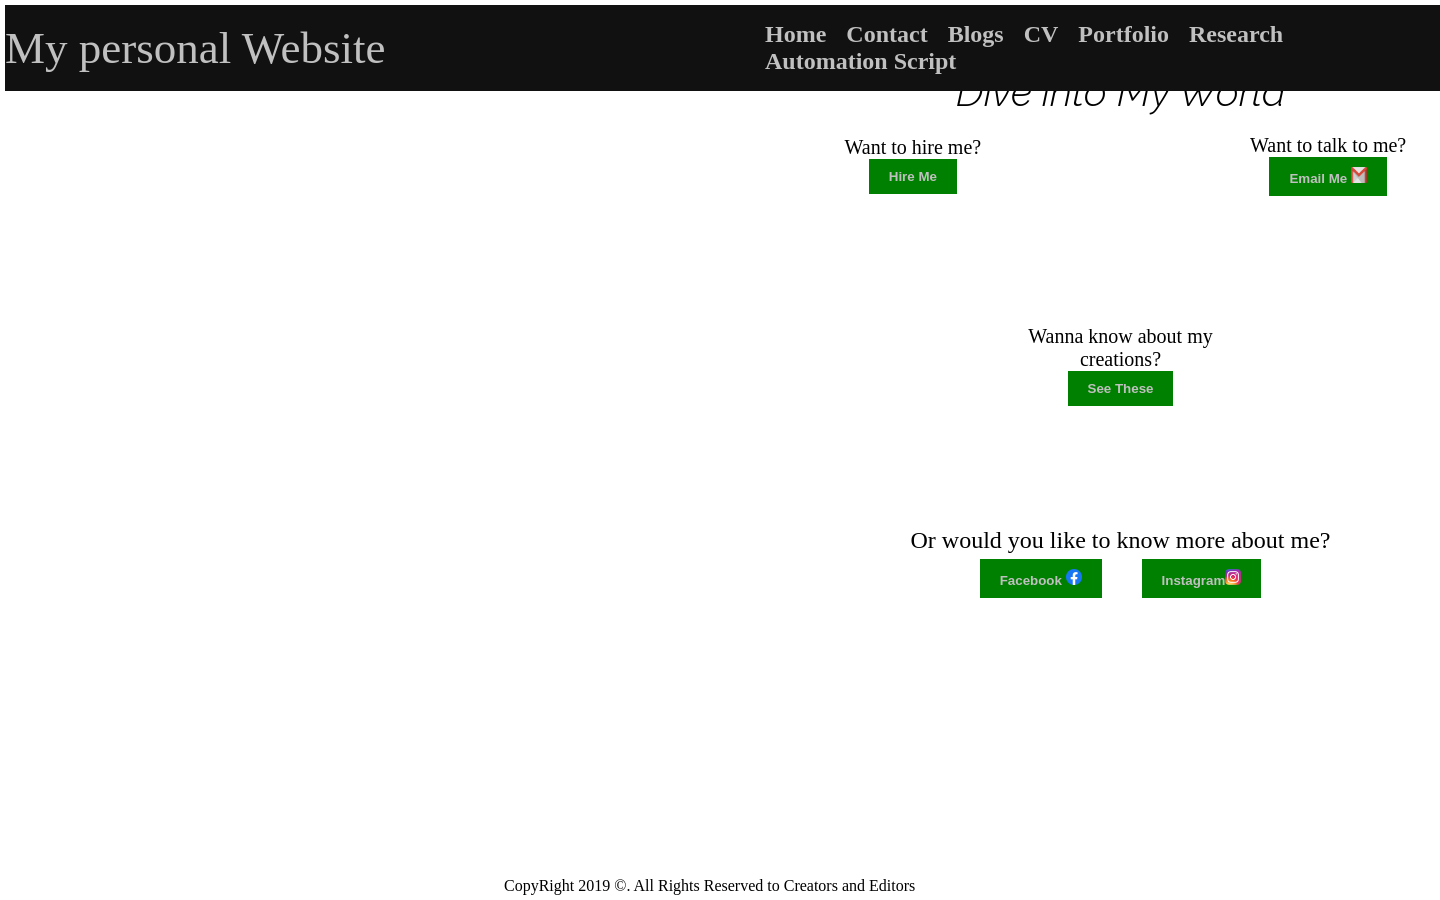 My personal Website
Home Contact Blogs CV Portfolio Research
Automation Script
Dive Into My World
Want to hire me?
Hire Me
Want to talk to me?
Email Me
Wanna know about my
creations?
See These
Or would you like to know more about me?
Facebook
Instagram
CopyRight 2019 ©. All Rights Reserved to Creators and Editors